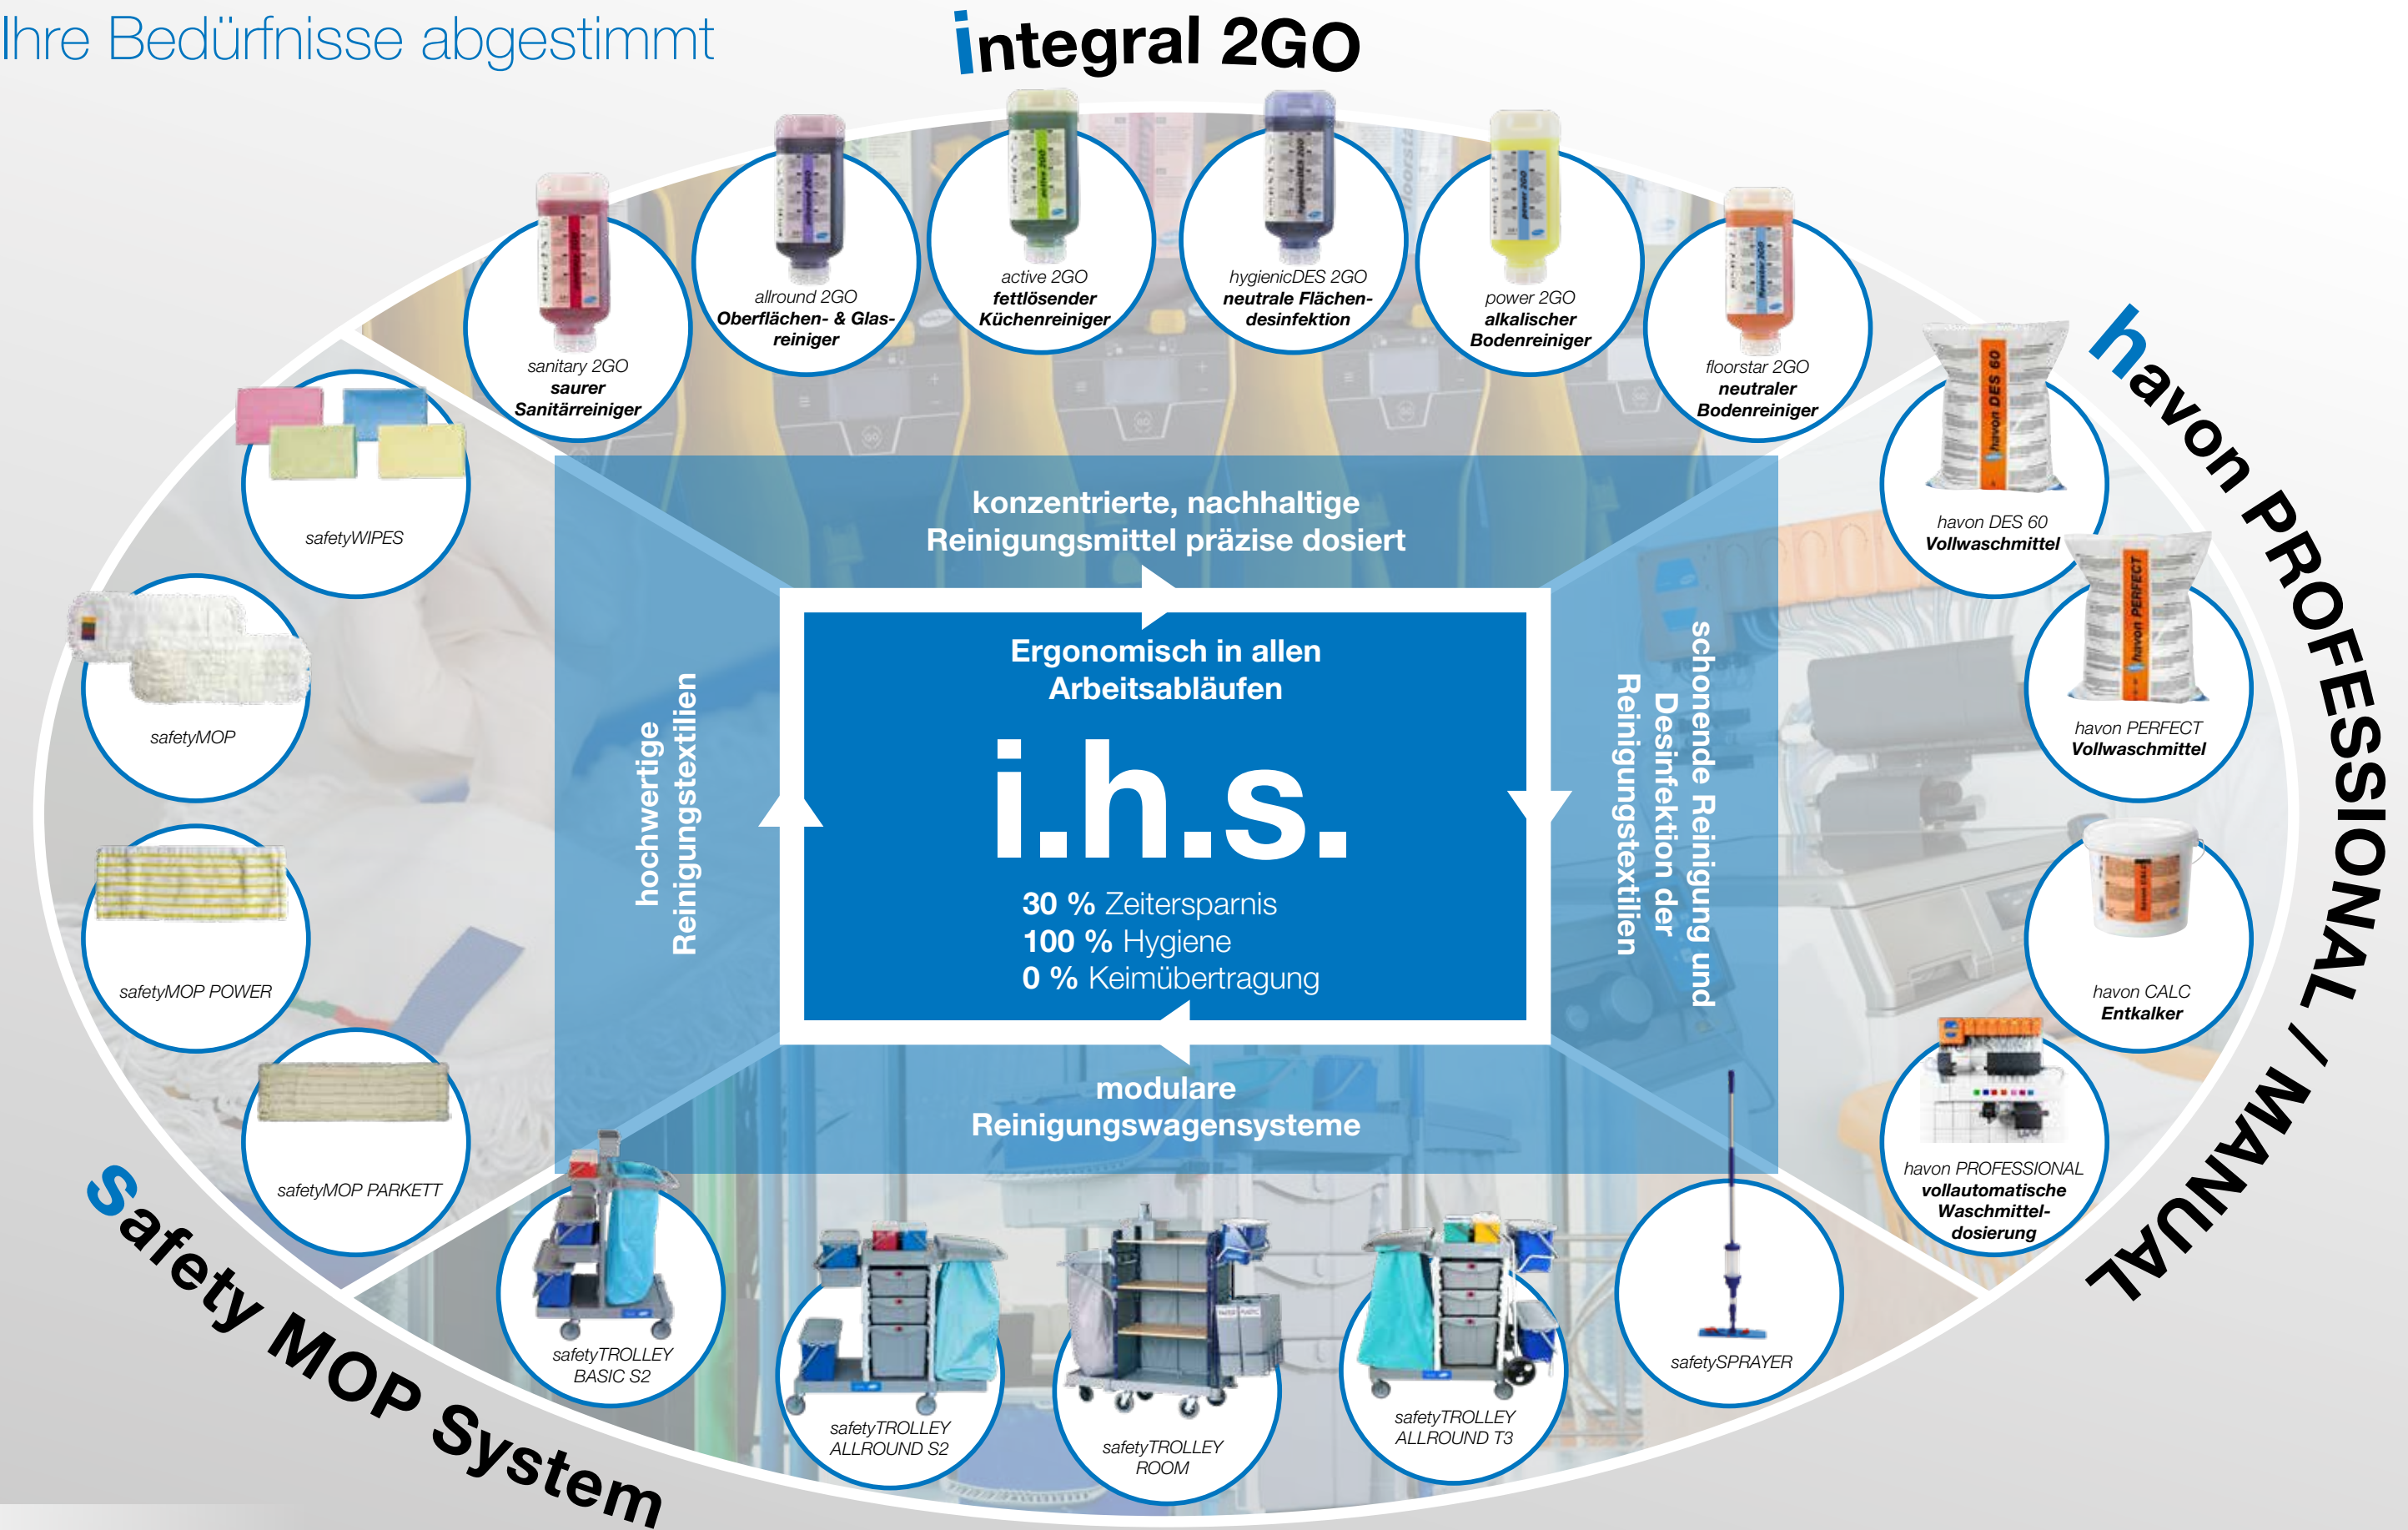 Ihre Bedürfnisse abgestimmt
integral 2GO
sanitary 2GO
saurer
Sanitärreiniger
allround 2GO
Oberflächen- & Glas-
reiniger
active 2GO
fettlösender
Küchenreiniger
hygienicDES 2GO
neutrale Flächen-
desinfektion
power 2GO
alkalischer
Bodenreiniger
floorstar 2GO
neutraler
Bodenreiniger
havon PROFESSIONAL / MANUAL
havon DES 60
havon DES 60
Vollwaschmittel
havon PERFECT
havon PERFECT
Vollwaschmittel
havon CALC
Entkalker
havon PROFESSIONAL
vollautomatische
Waschmittel-
dosierung
konzentrierte, nachhaltige
Reinigungsmittel präzise dosiert
schonende Reinigung und
Desinfektion der
Reinigungstextilien
modulare
Reinigungswagensysteme
hochwertige
Reinigungstextilien
Ergonomisch in allen
Arbeitsabläufen
i.h.s.
30 % Zeitersparnis
100 % Hygiene
0 % Keimübertragung
safetyWIPES
safetyMOP
safetyMOP POWER
safetyMOP PARKETT
safety MOP System
safetyTROLLEY
BASIC S2
safetyTROLLEY
ALLROUND S2
safetyTROLLEY
ROOM
safetyTROLLEY
ALLROUND T3
safetySPRAYER